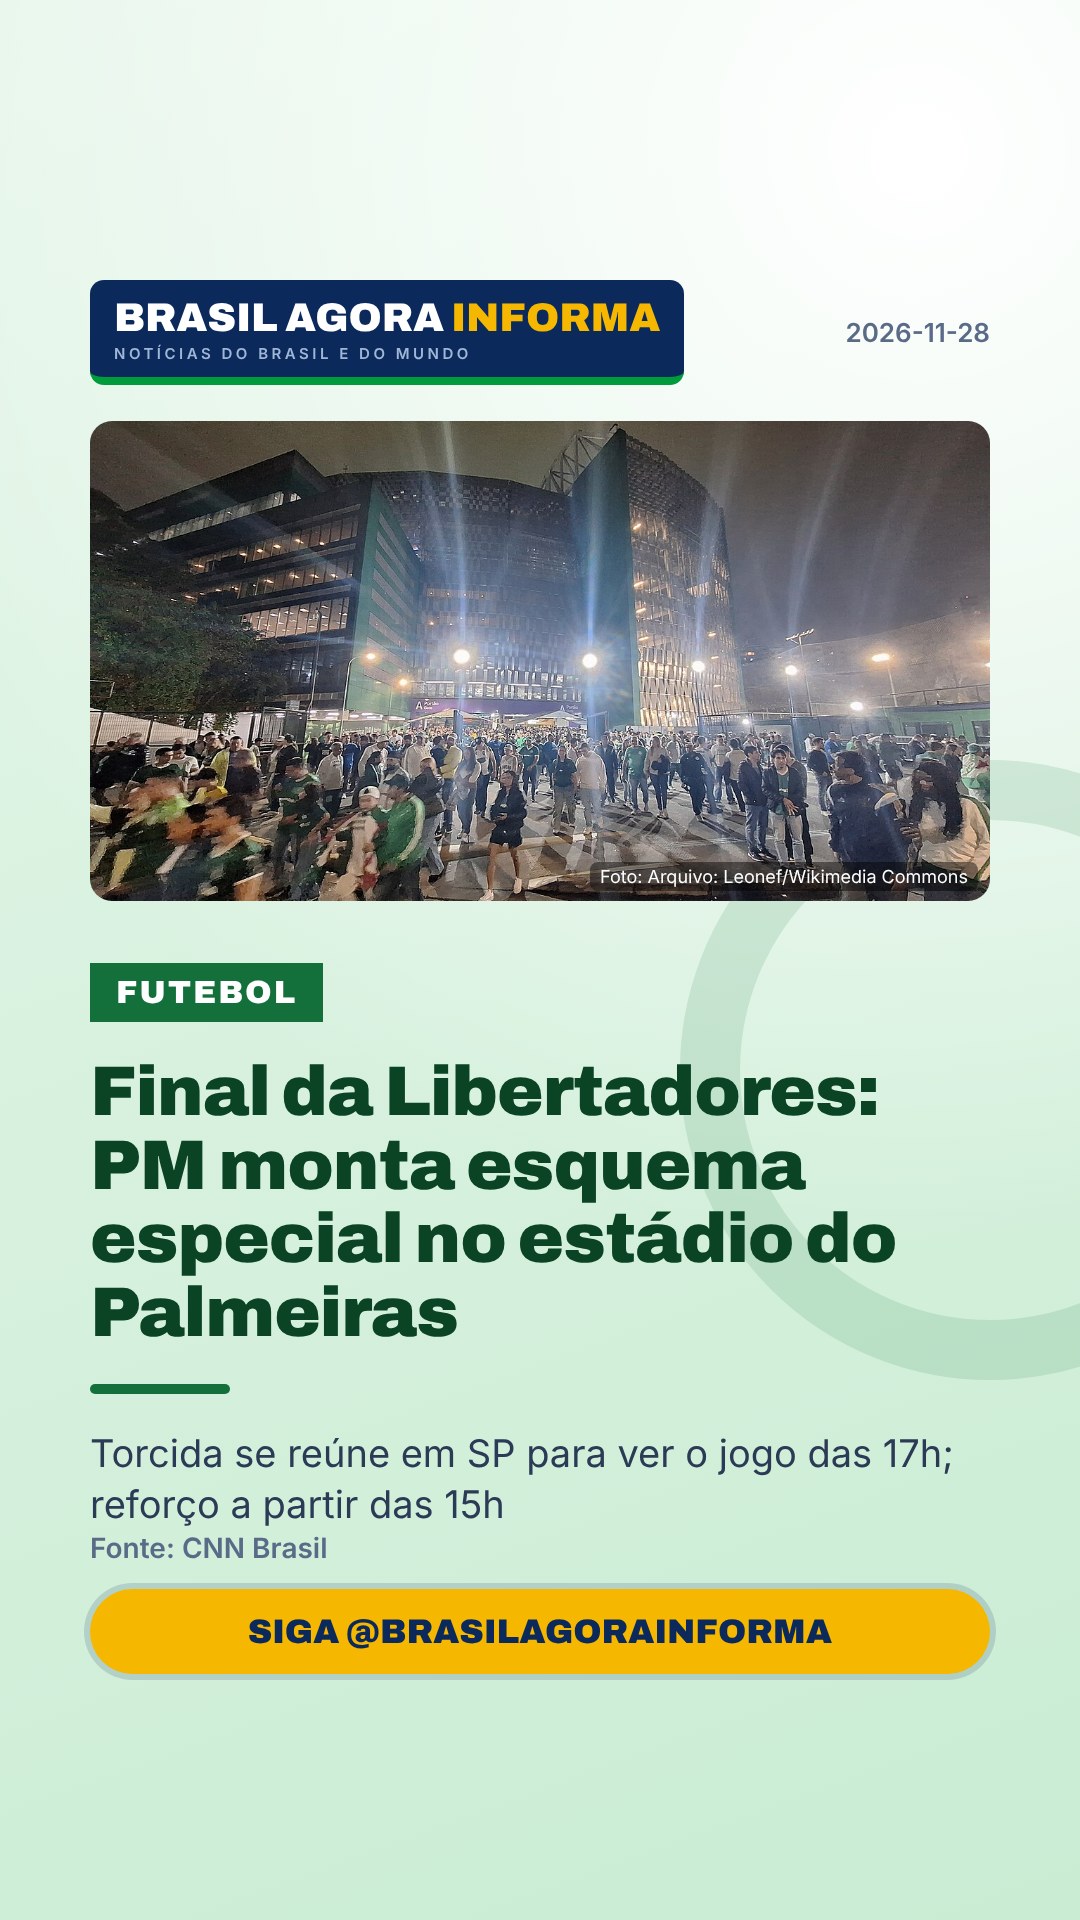 BRASIL AGORA INFORMA
NOTÍCIAS DO BRASIL E DO MUNDO
2026-11-28
Foto: Arquivo: Leonef/Wikimedia Commons
FUTEBOL
Final da Libertadores:
PM monta esquema
especial no estádio do
Palmeiras
Torcida se reúne em SP para ver o jogo das 17h;
reforço a partir das 15h
Fonte: CNN Brasil
SIGA @BRASILAGORAINFORMA